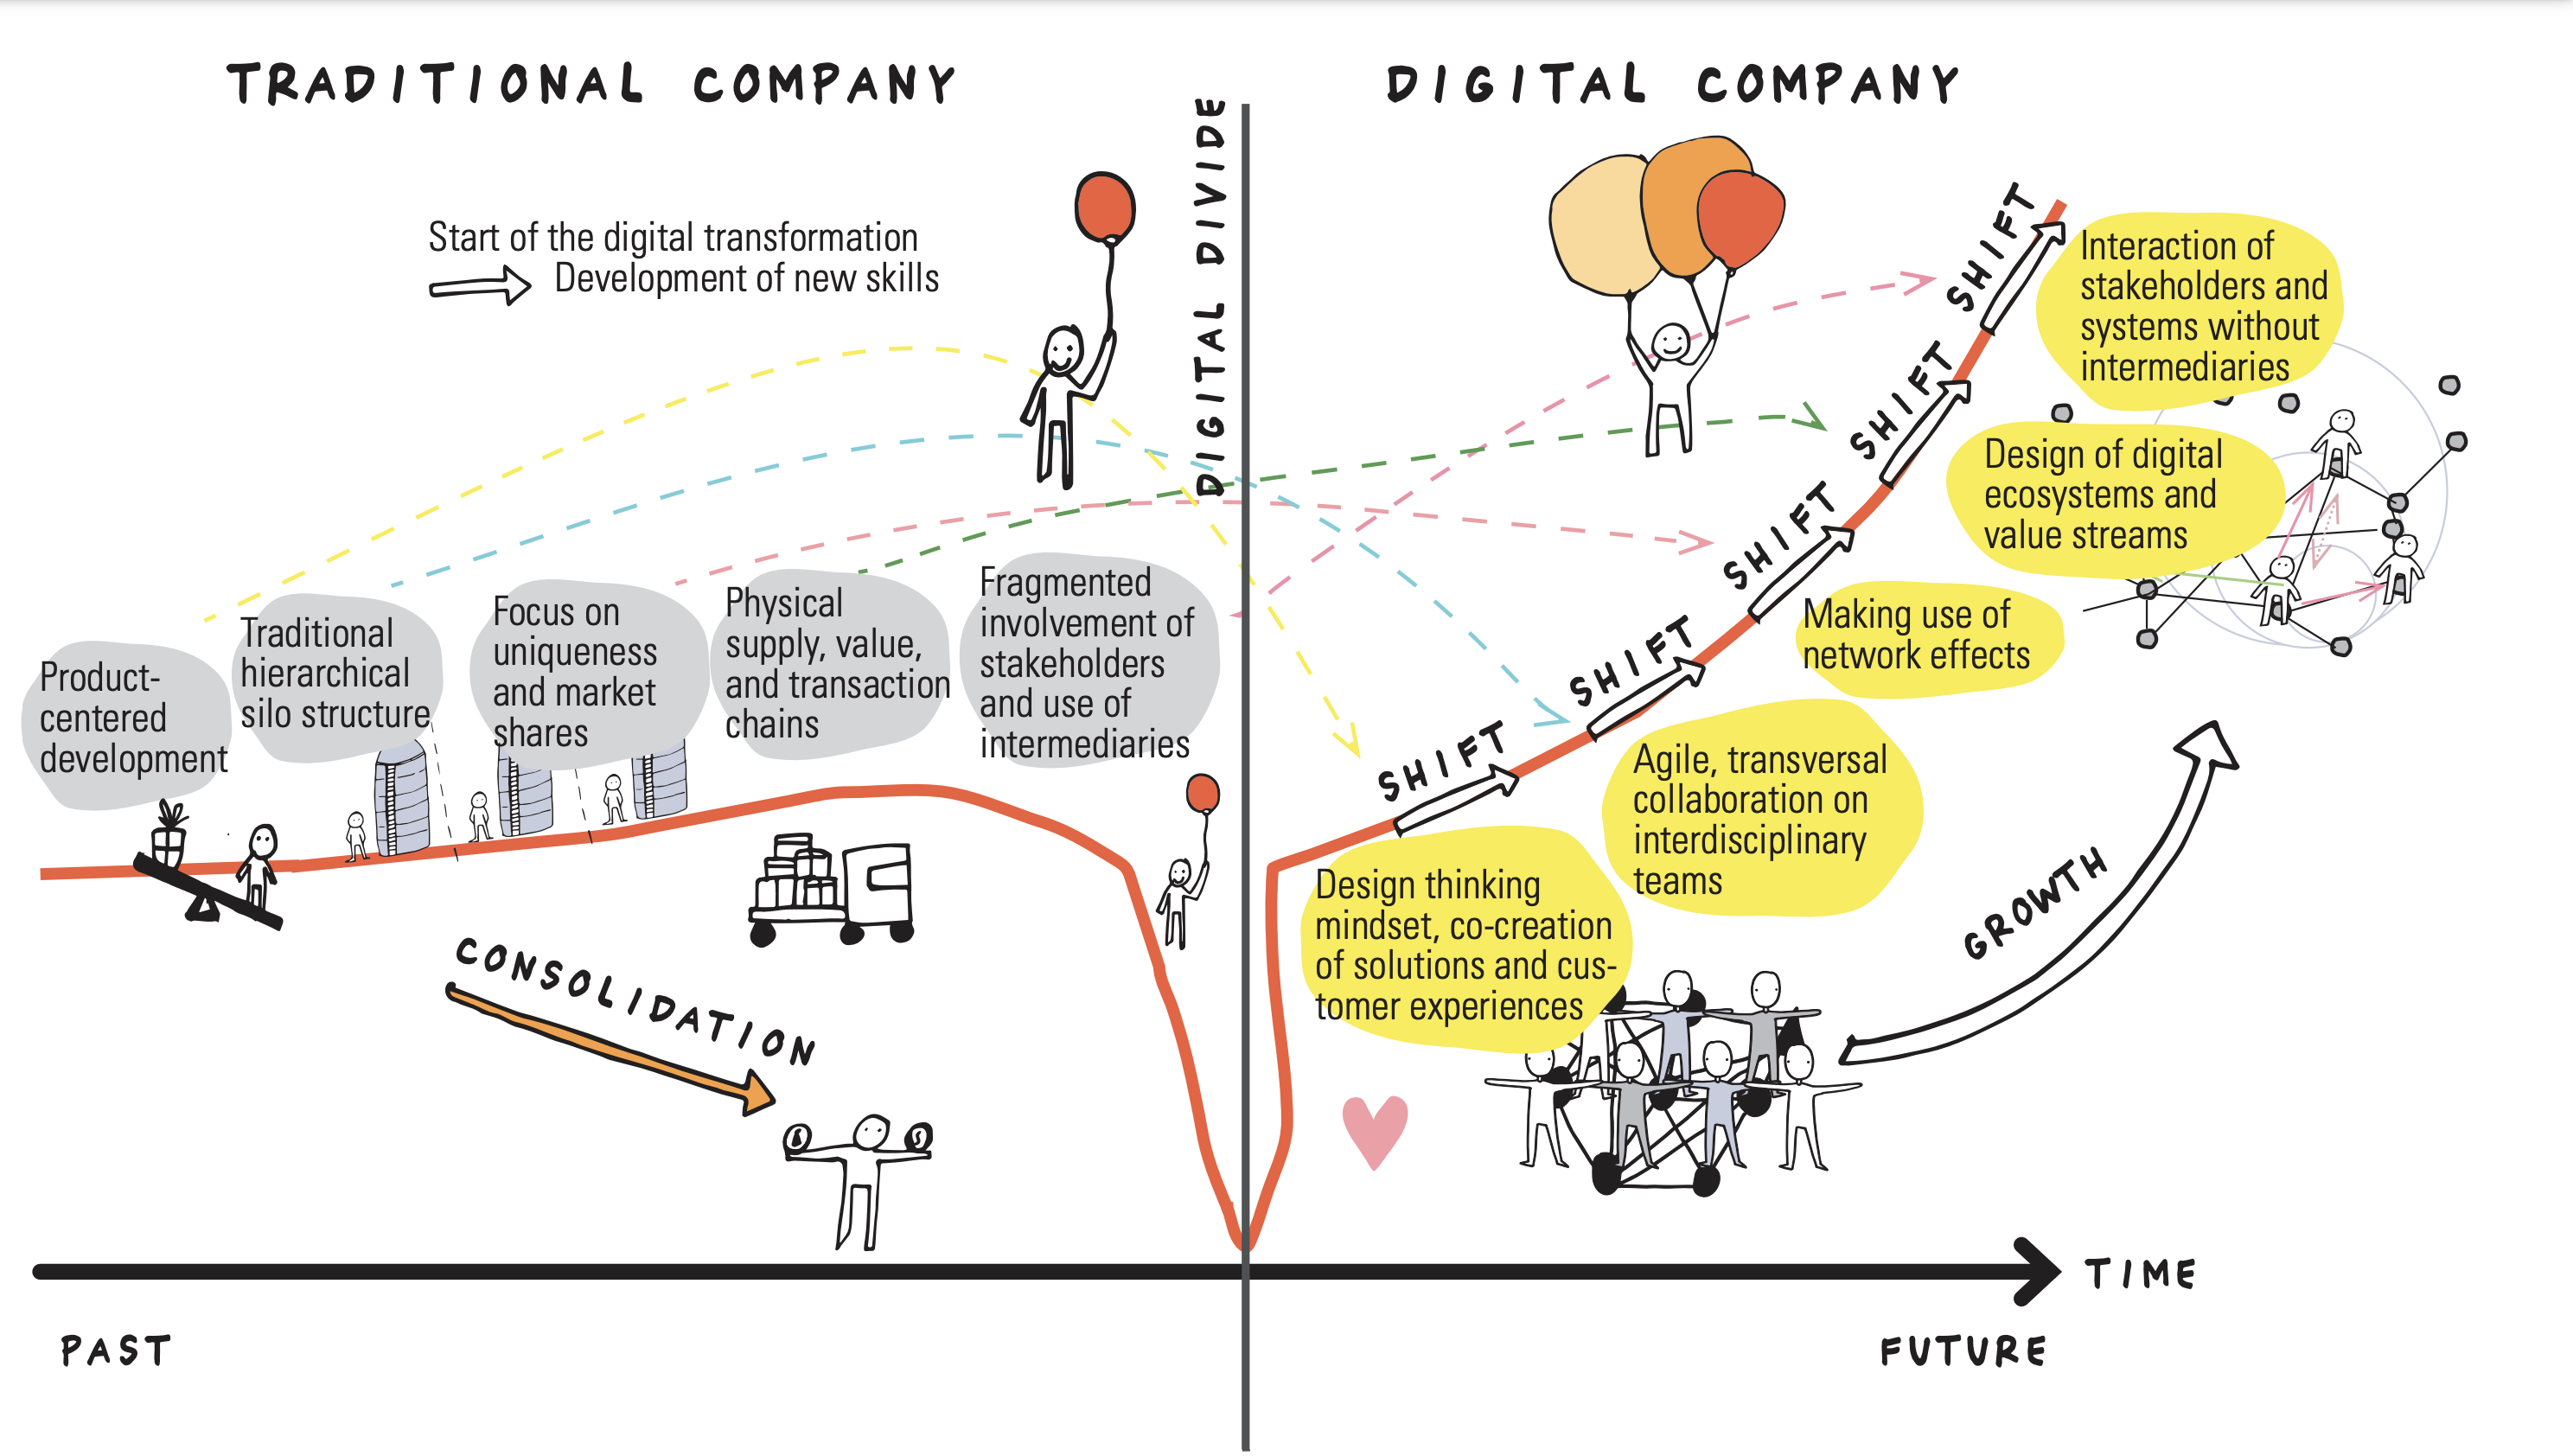 TRADITIONAL COMPANY
DIGITAL COMPANY
DIGITAL DIVIDE
Start of the digital transformation
Development of new skills
Product-
centered
development
Traditional
hierarchical
silo structure
Focus on
uniqueness
and market
shares
Physical
supply, value,
and transaction
chains
Fragmented
involvement of
stakeholders
and use of
intermediaries
CONSOLIDATION
SHIFT
Design thinking
mindset, co-creation
of solutions and cus-
tomer experiences
SHIFT
Agile, transversal
collaboration on
interdisciplinary
teams
SHIFT
Making use of
network effects
SHIFT
Design of digital
ecosystems and
value streams
SHIFT
Interaction of
stakeholders and
systems without
intermediaries
GROWTH
TIME
PAST
FUTURE